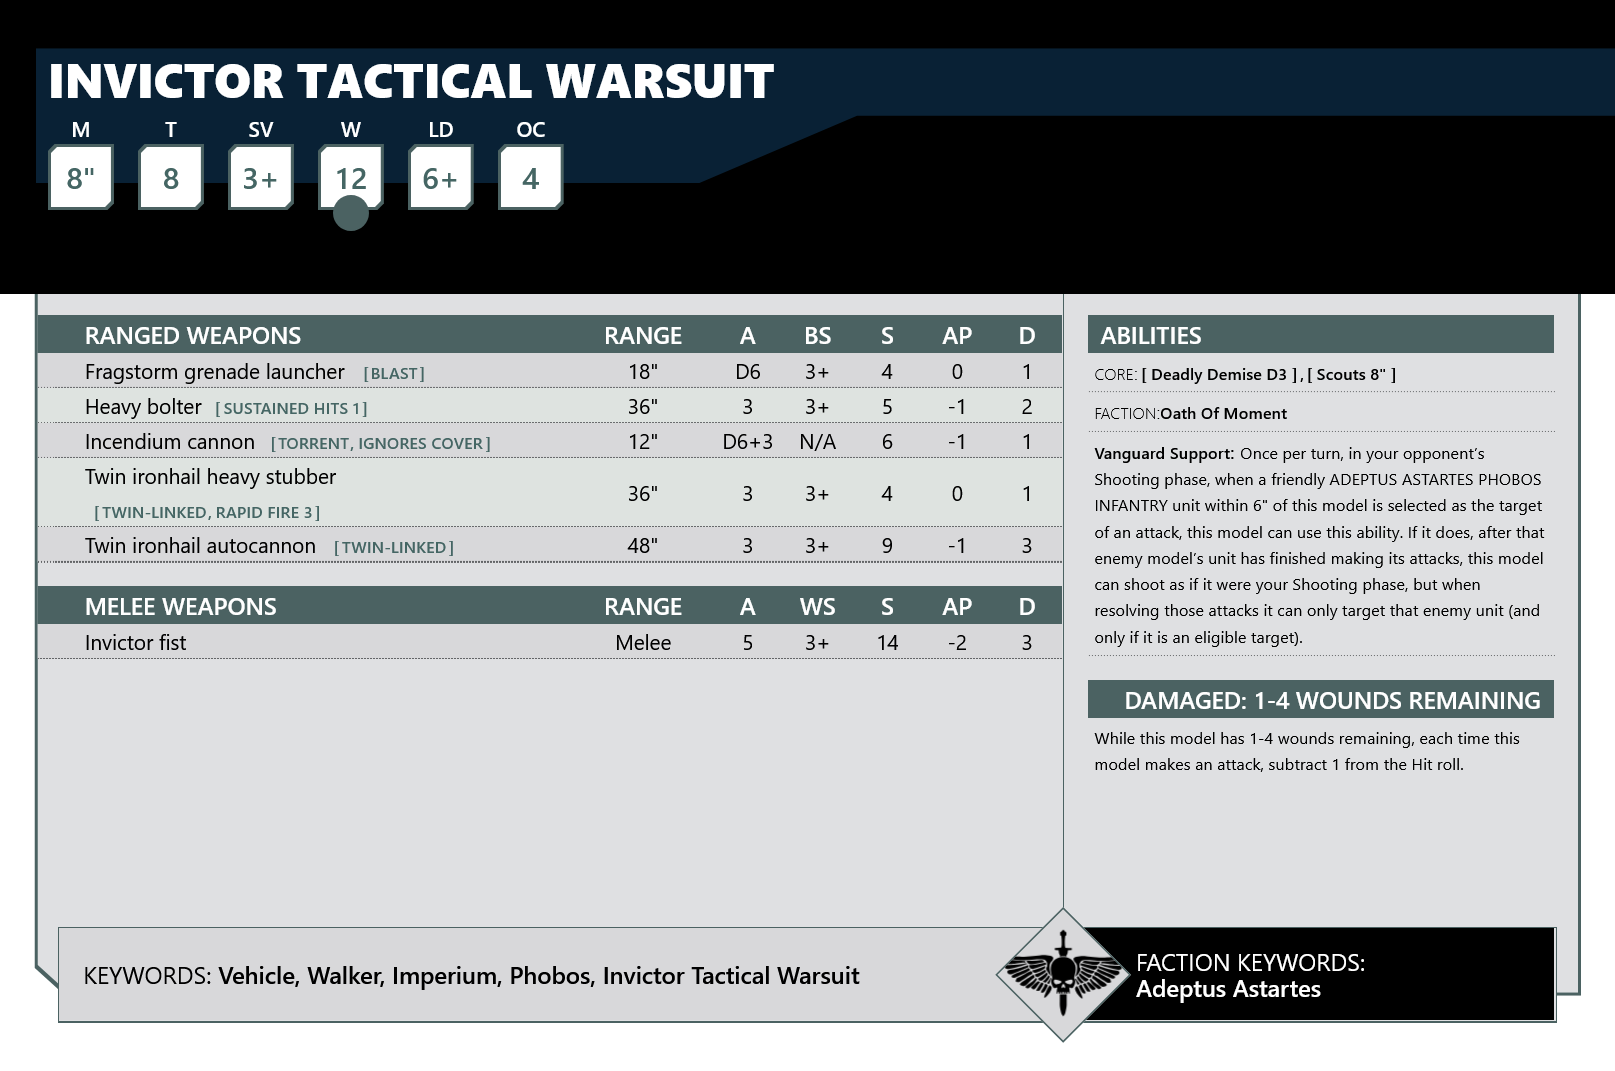 INVICTOR TACTICAL WARSUIT
M T SV W LD OC
8" 8 3+ 12 6+ 4
RANGED WEAPONS RANGE A BS S AP D
Fragstorm grenade launcher [BLAST] 18" D6 3+ 4 0 1
Heavy bolter [SUSTAINED HITS 1] 36" 3 3+ 5 -1 2
Incendium cannon [TORRENT, IGNORES COVER] 12" D6+3 N/A 6 -1 1
Twin ironhail heavy stubber
[TWIN-LINKED, RAPID FIRE 3] 36" 3 3+ 4 0 1
Twin ironhail autocannon [TWIN-LINKED] 48" 3 3+ 9 -1 3
MELEE WEAPONS RANGE A WS S AP D
Invictor fist Melee 5 3+ 14 -2 3
ABILITIES
CORE: [ Deadly Demise D3 ] , [ Scouts 8" ]
FACTION:Oath Of Moment
Vanguard Support: Once per turn, in your opponent’s
Shooting phase, when a friendly ADEPTUS ASTARTES PHOBOS
INFANTRY unit within 6" of this model is selected as the target
of an attack, this model can use this ability. If it does, after that
enemy model’s unit has finished making its attacks, this model
can shoot as if it were your Shooting phase, but when
resolving those attacks it can only target that enemy unit (and
only if it is an eligible target).
DAMAGED: 1-4 WOUNDS REMAINING
While this model has 1-4 wounds remaining, each time this
model makes an attack, subtract 1 from the Hit roll.
KEYWORDS: Vehicle, Walker, Imperium, Phobos, Invictor Tactical Warsuit
FACTION KEYWORDS:
Adeptus Astartes